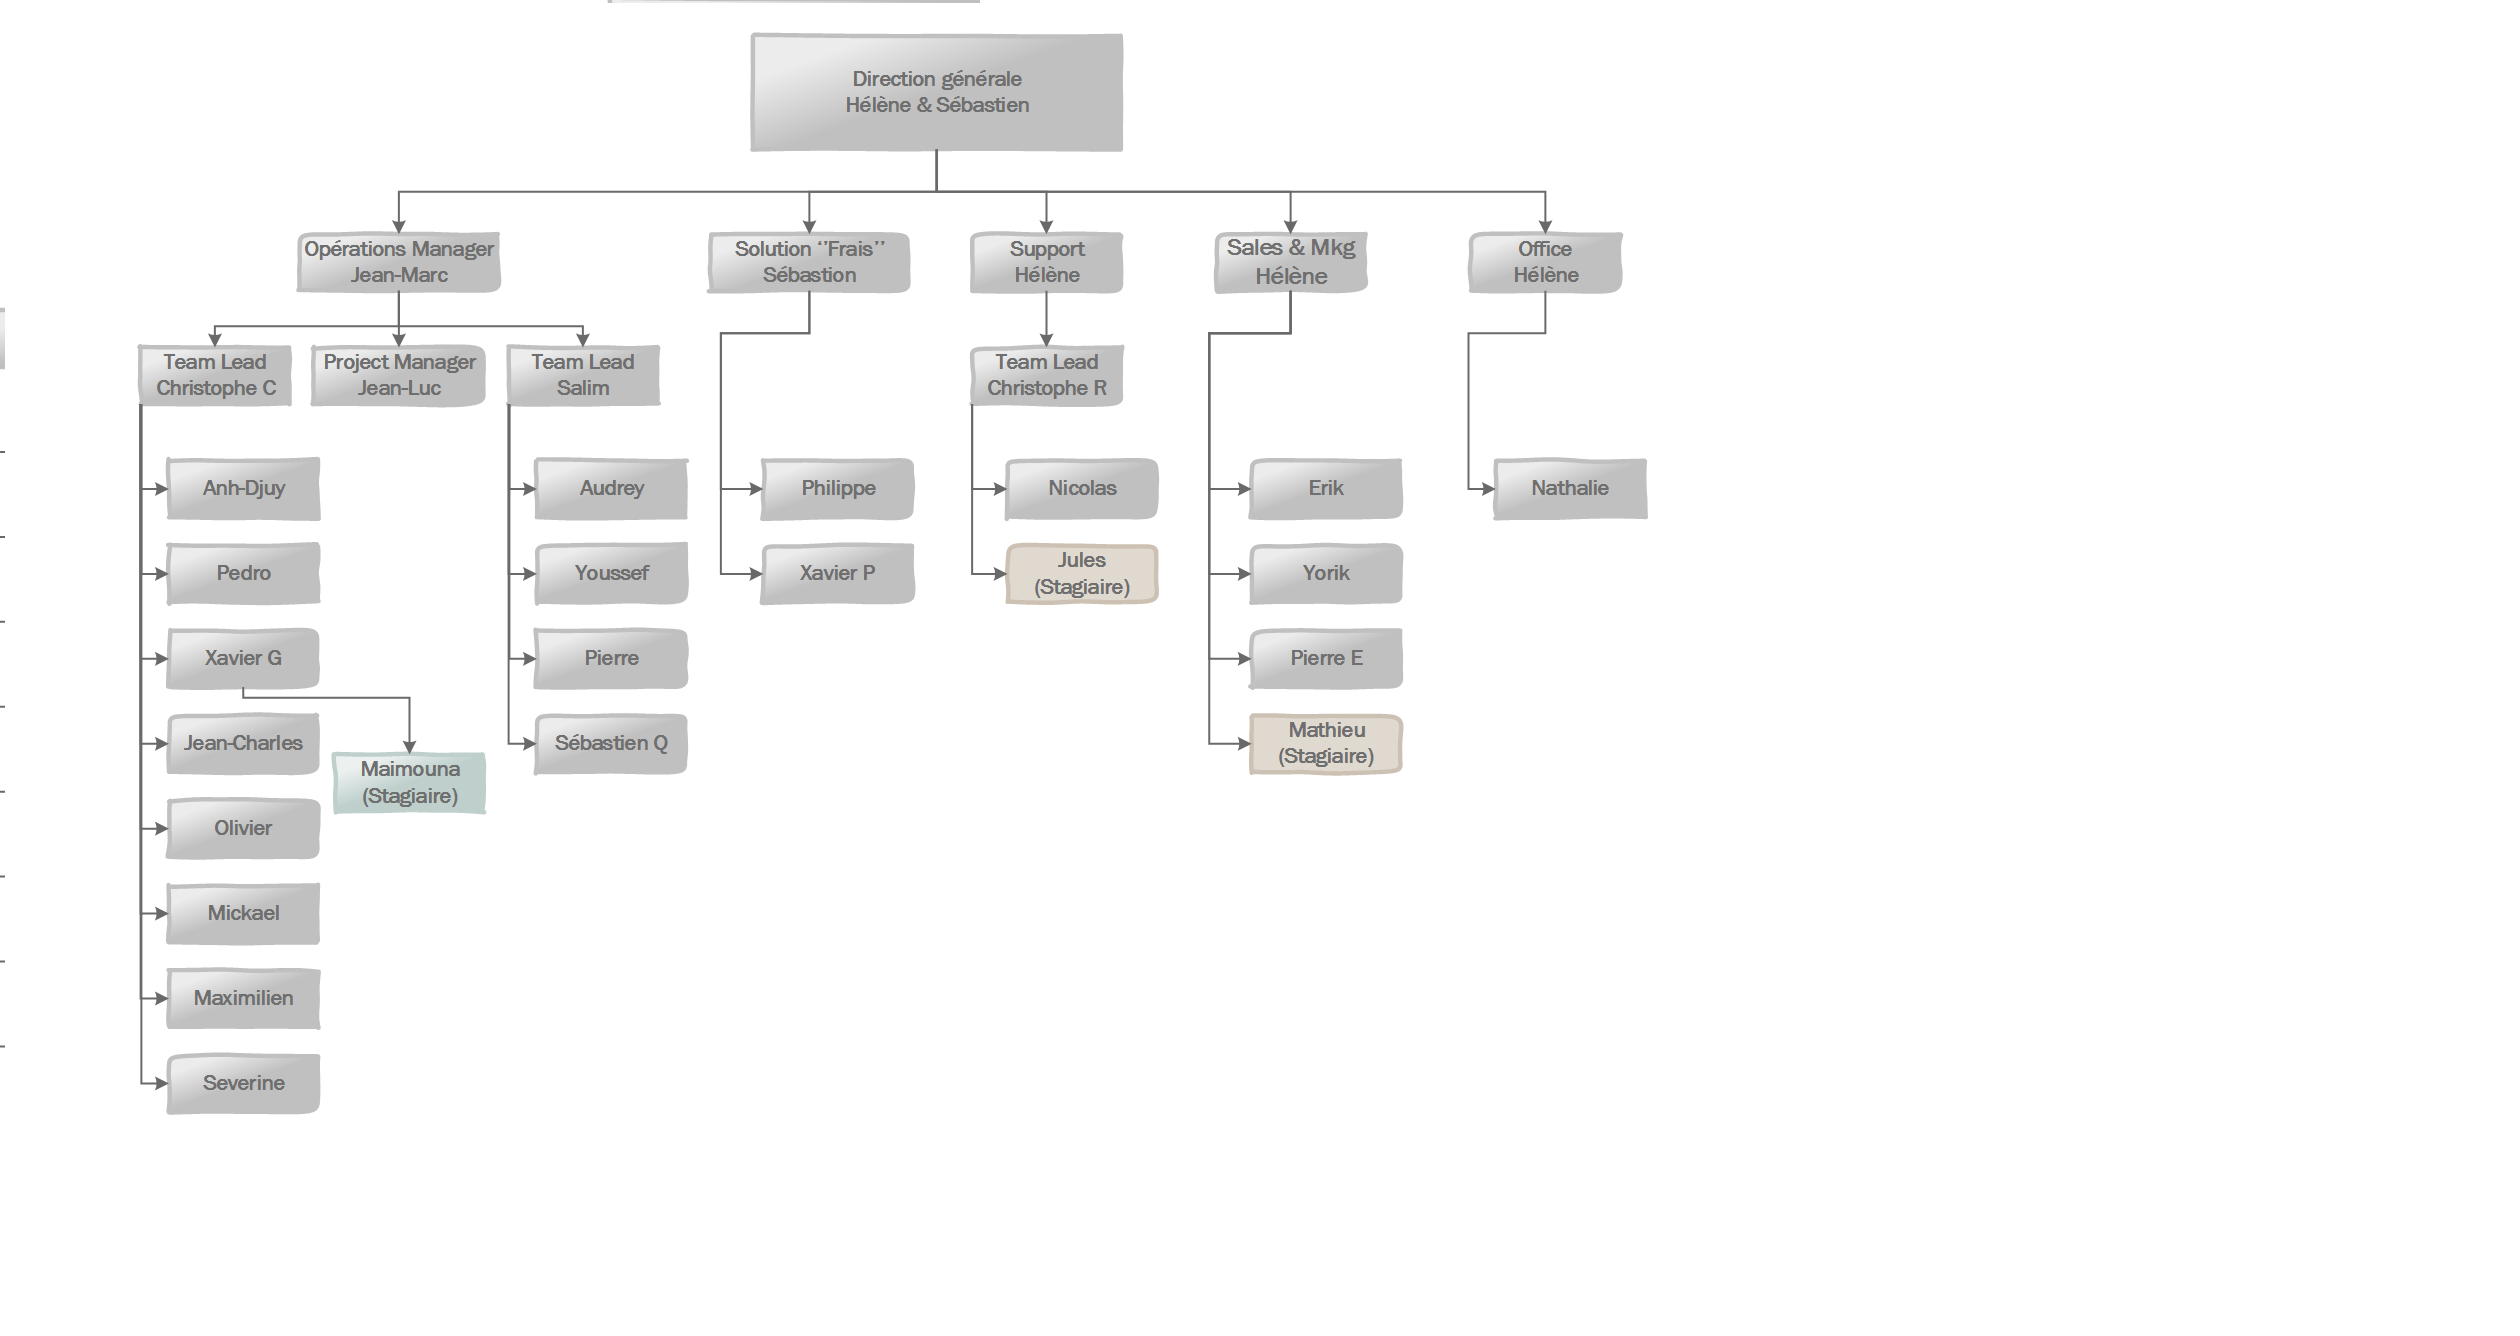 Direction générale
Hélène & Sébastien
Opérations Manager
Jean-Marc
Solution ‘’Frais’’
Sébastion
Support
Hélène
Sales & Mkg
Hélène
Office
Hélène
Team Lead
Christophe C
Project Manager
Jean-Luc
Team Lead
Salim
Team Lead
Christophe R
Anh-Djuy
Audrey
Philippe
Nicolas
Erik
Nathalie
Pedro
Youssef
Xavier P
Jules
(Stagiaire)
Yorik
Xavier G
Pierre
Pierre E
Jean-Charles
Maimouna
(Stagiaire)
Sébastien Q
Mathieu
(Stagiaire)
Olivier
Mickael
Maximilien
Severine